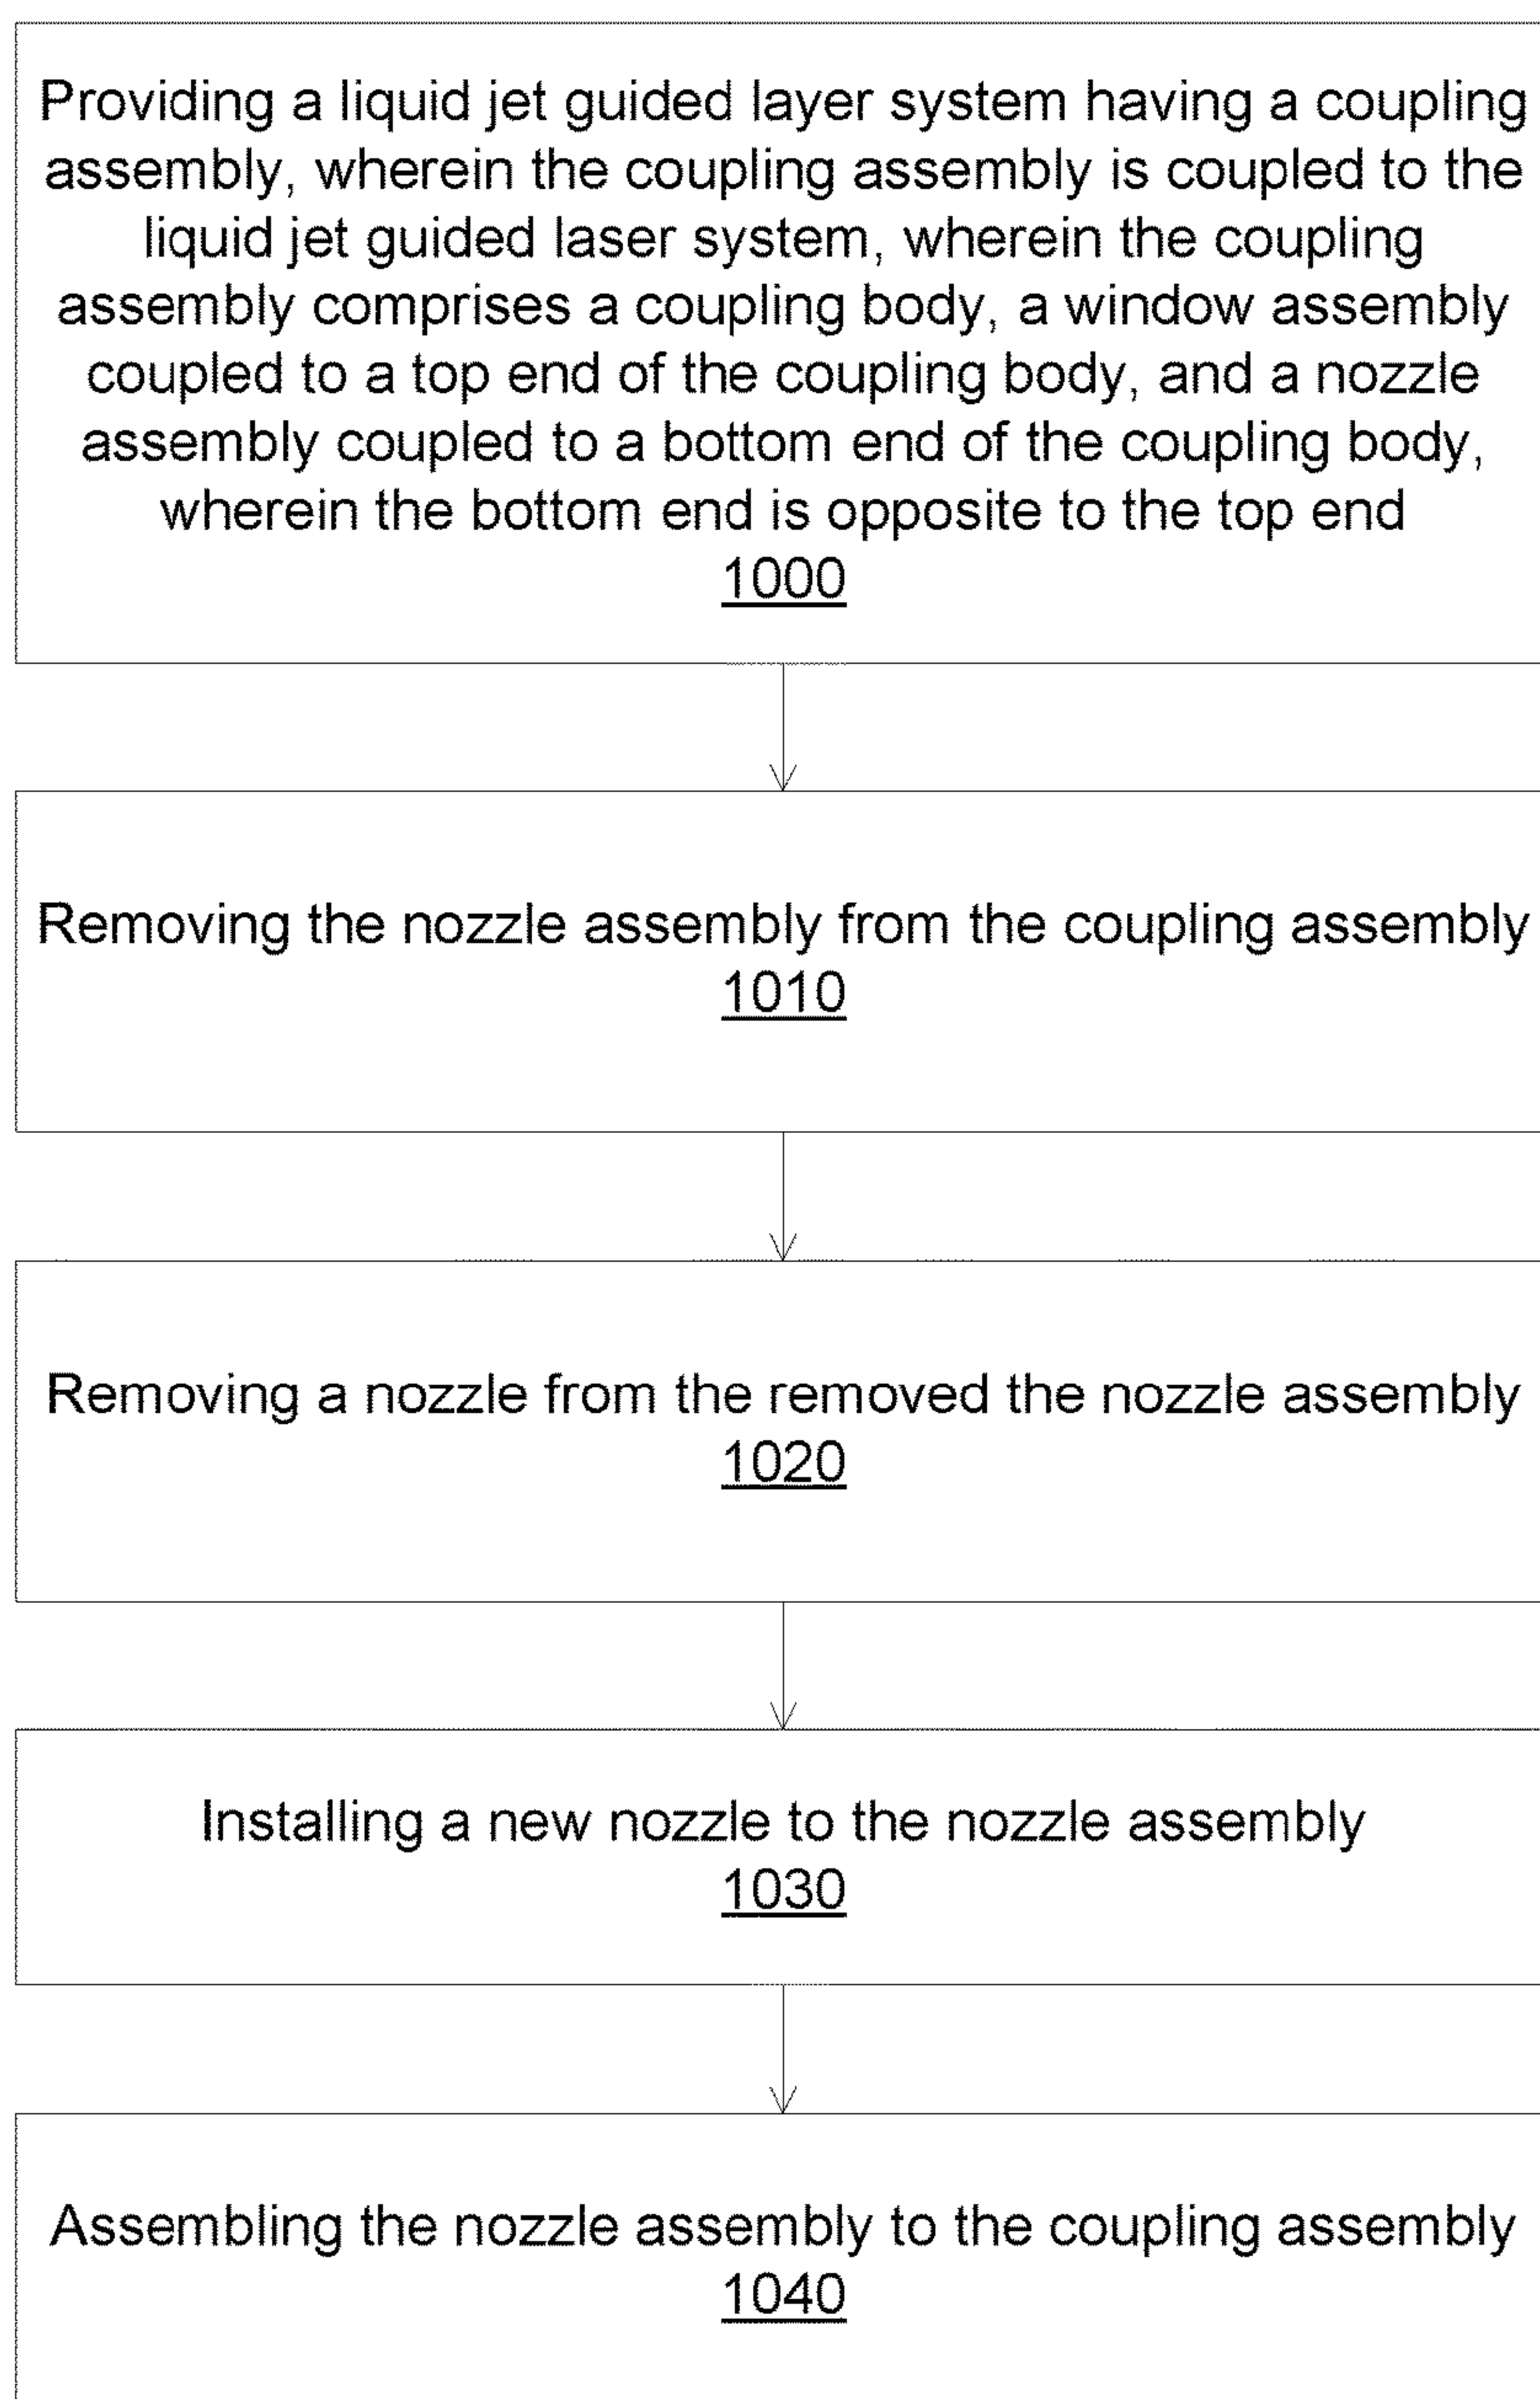 Providing a liquid jet guided layer system having a coupling
assembly, wherein the coupling assembly is coupled to the
liquid jet guided laser system, wherein the coupling
assembly comprises a coupling body, a window assembly
coupled to a top end of the coupling body, and a nozzle
assembly coupled to a bottom end of the coupling body,
wherein the bottom end is opposite to the top end
1000
Removing the nozzle assembly from the coupling assembly
1010
Removing a nozzle from the removed the nozzle assembly
1020
Installing a new nozzle to the nozzle assembly
1030
Assembling the nozzle assembly to the coupling assembly
1040